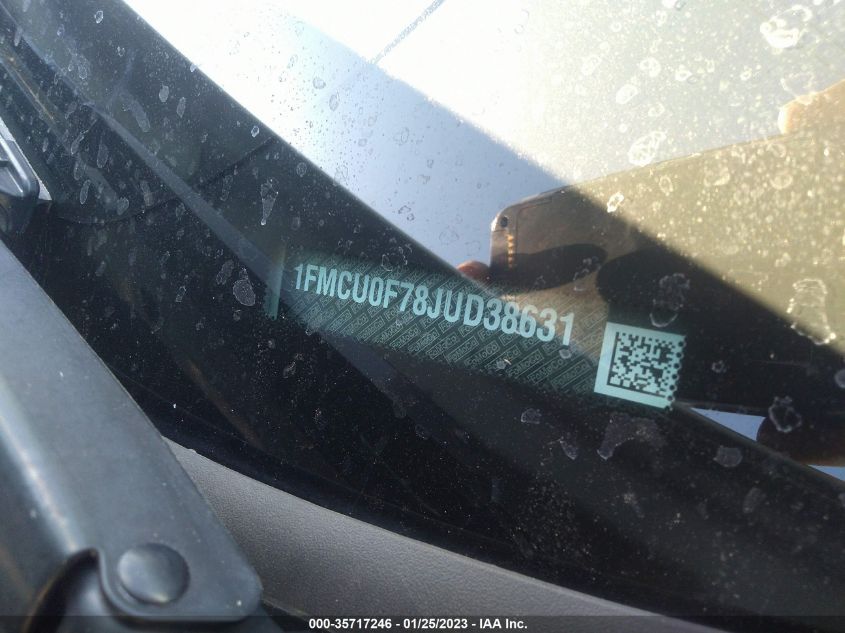 1FMCU0F78JUD38631
000-35717246 - 01/25/2023 - IAA Inc.